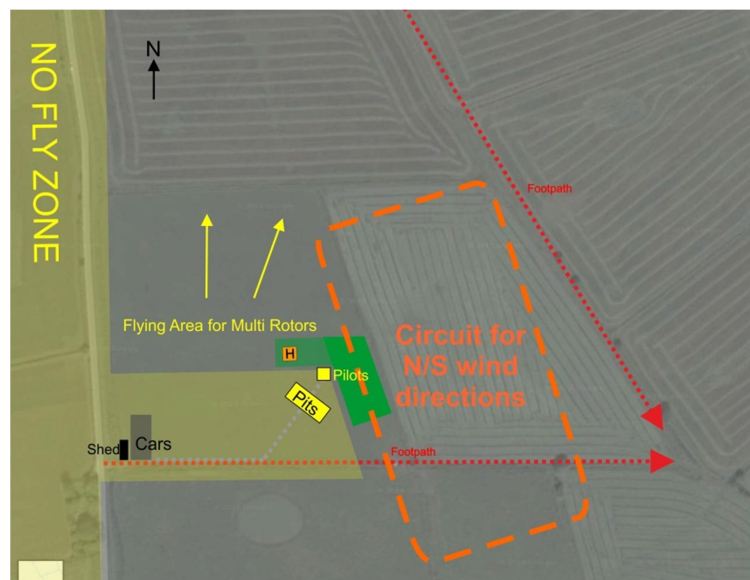 N
NO FLY ZONE
Footpath
Flying Area for Multi Rotors
Circuit for
N/S wind
directions
H
Pilots
Pits
Shed
Cars
Footpath